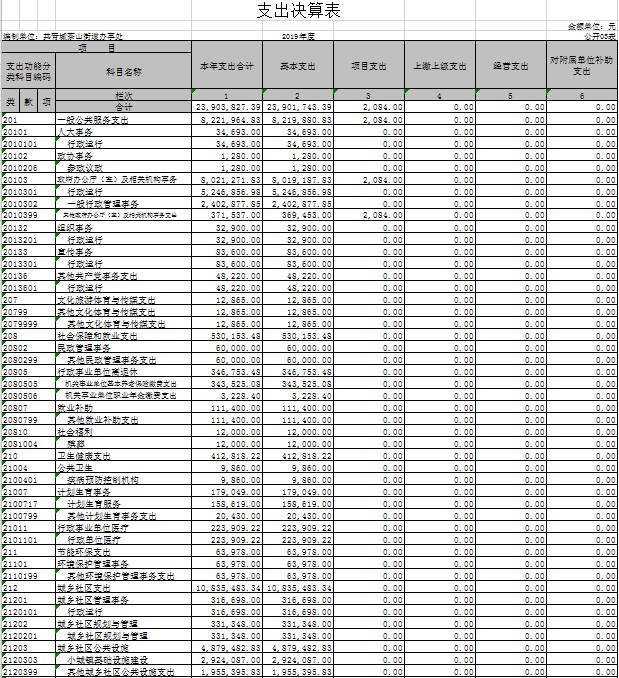 支出决算表
金额单位：元
编制单位：共青城茶山街道办事处 2019年度 公开03表
项 目 本年支出合计 基本支出 项目支出 上缴上级支出 经营支出 对附属单位补助支出
支出功能分类科目编码 科目名称
类 款 项 栏次 1 2 3 4 5 6
合计 23,903,827.39 23,901,743.39 2,084.00 0.00 0.00 0.00
201 一般公共服务支出 8,221,964.83 8,219,880.83 2,084.00 0.00 0.00 0.00
20101 人大事务 34,693.00 34,693.00 0.00 0.00 0.00 0.00
2010101 行政运行 34,693.00 34,693.00 0.00 0.00 0.00 0.00
20102 政协事务 1,280.00 1,280.00 0.00 0.00 0.00 0.00
2010206 参政议政 1,280.00 1,280.00 0.00 0.00 0.00 0.00
20103 政府办公厅（室）及相关机构事务 8,021,271.83 8,019,187.83 2,084.00 0.00 0.00 0.00
2010301 行政运行 5,246,856.98 5,246,856.98 0.00 0.00 0.00 0.00
2010302 一般行政管理事务 2,402,877.85 2,402,877.85 0.00 0.00 0.00 0.00
2010399 其他政府办公厅（室）及相关机构事务支出 371,537.00 369,453.00 2,084.00 0.00 0.00 0.00
20132 组织事务 32,900.00 32,900.00 0.00 0.00 0.00 0.00
2013201 行政运行 32,900.00 32,900.00 0.00 0.00 0.00 0.00
20133 宣传事务 83,600.00 83,600.00 0.00 0.00 0.00 0.00
2013301 行政运行 83,600.00 83,600.00 0.00 0.00 0.00 0.00
20136 其他共产党事务支出 48,220.00 48,220.00 0.00 0.00 0.00 0.00
2013601 行政运行 48,220.00 48,220.00 0.00 0.00 0.00 0.00
207 文化旅游体育与传媒支出 12,865.00 12,865.00 0.00 0.00 0.00 0.00
20799 其他文化体育与传媒支出 12,865.00 12,865.00 0.00 0.00 0.00 0.00
2079999 其他文化体育与传媒支出 12,865.00 12,865.00 0.00 0.00 0.00 0.00
208 社会保障和就业支出 530,153.48 530,153.48 0.00 0.00 0.00 0.00
20802 民政管理事务 60,000.00 60,000.00 0.00 0.00 0.00 0.00
2080299 其他民政管理事务支出 60,000.00 60,000.00 0.00 0.00 0.00 0.00
20805 行政事业单位离退休 346,753.48 346,753.48 0.00 0.00 0.00 0.00
2080505 机关事业单位基本养老保险缴费支出 343,525.08 343,525.08 0.00 0.00 0.00 0.00
2080506 机关事业单位职业年金缴费支出 3,228.40 3,228.40 0.00 0.00 0.00 0.00
20807 就业补助 111,400.00 111,400.00 0.00 0.00 0.00 0.00
2080799 其他就业补助支出 111,400.00 111,400.00 0.00 0.00 0.00 0.00
20810 社会福利 12,000.00 12,000.00 0.00 0.00 0.00 0.00
2081004 殡葬 12,000.00 12,000.00 0.00 0.00 0.00 0.00
210 卫生健康支出 412,818.22 412,818.22 0.00 0.00 0.00 0.00
21004 公共卫生 9,860.00 9,860.00 0.00 0.00 0.00 0.00
2100401 疾病预防控制机构 9,860.00 9,860.00 0.00 0.00 0.00 0.00
21007 计划生育事务 179,049.00 179,049.00 0.00 0.00 0.00 0.00
2100717 计划生育服务 158,619.00 158,619.00 0.00 0.00 0.00 0.00
2100799 其他计划生育事务支出 20,430.00 20,430.00 0.00 0.00 0.00 0.00
21011 行政事业单位医疗 223,909.22 223,909.22 0.00 0.00 0.00 0.00
2101101 行政单位医疗 223,909.22 223,909.22 0.00 0.00 0.00 0.00
211 节能环保支出 63,978.00 63,978.00 0.00 0.00 0.00 0.00
21101 环境保护管理事务 63,978.00 63,978.00 0.00 0.00 0.00 0.00
2110199 其他环境保护管理事务支出 63,978.00 63,978.00 0.00 0.00 0.00 0.00
212 城乡社区支出 10,835,483.34 10,835,483.34 0.00 0.00 0.00 0.00
21201 城乡社区管理事务 316,698.00 316,698.00 0.00 0.00 0.00 0.00
2120101 行政运行 316,698.00 316,698.00 0.00 0.00 0.00 0.00
21202 城乡社区规划与管理 331,348.00 331,348.00 0.00 0.00 0.00 0.00
2120201 城乡社区规划与管理 331,348.00 331,348.00 0.00 0.00 0.00 0.00
21203 城乡社区公共设施 4,879,482.83 4,879,482.83 0.00 0.00 0.00 0.00
2120303 小城镇基础设施建设 2,924,087.00 2,924,087.00 0.00 0.00 0.00 0.00
2120399 其他城乡社区公共设施支出 1,955,395.83 1,955,395.83 0.00 0.00 0.00 0.00